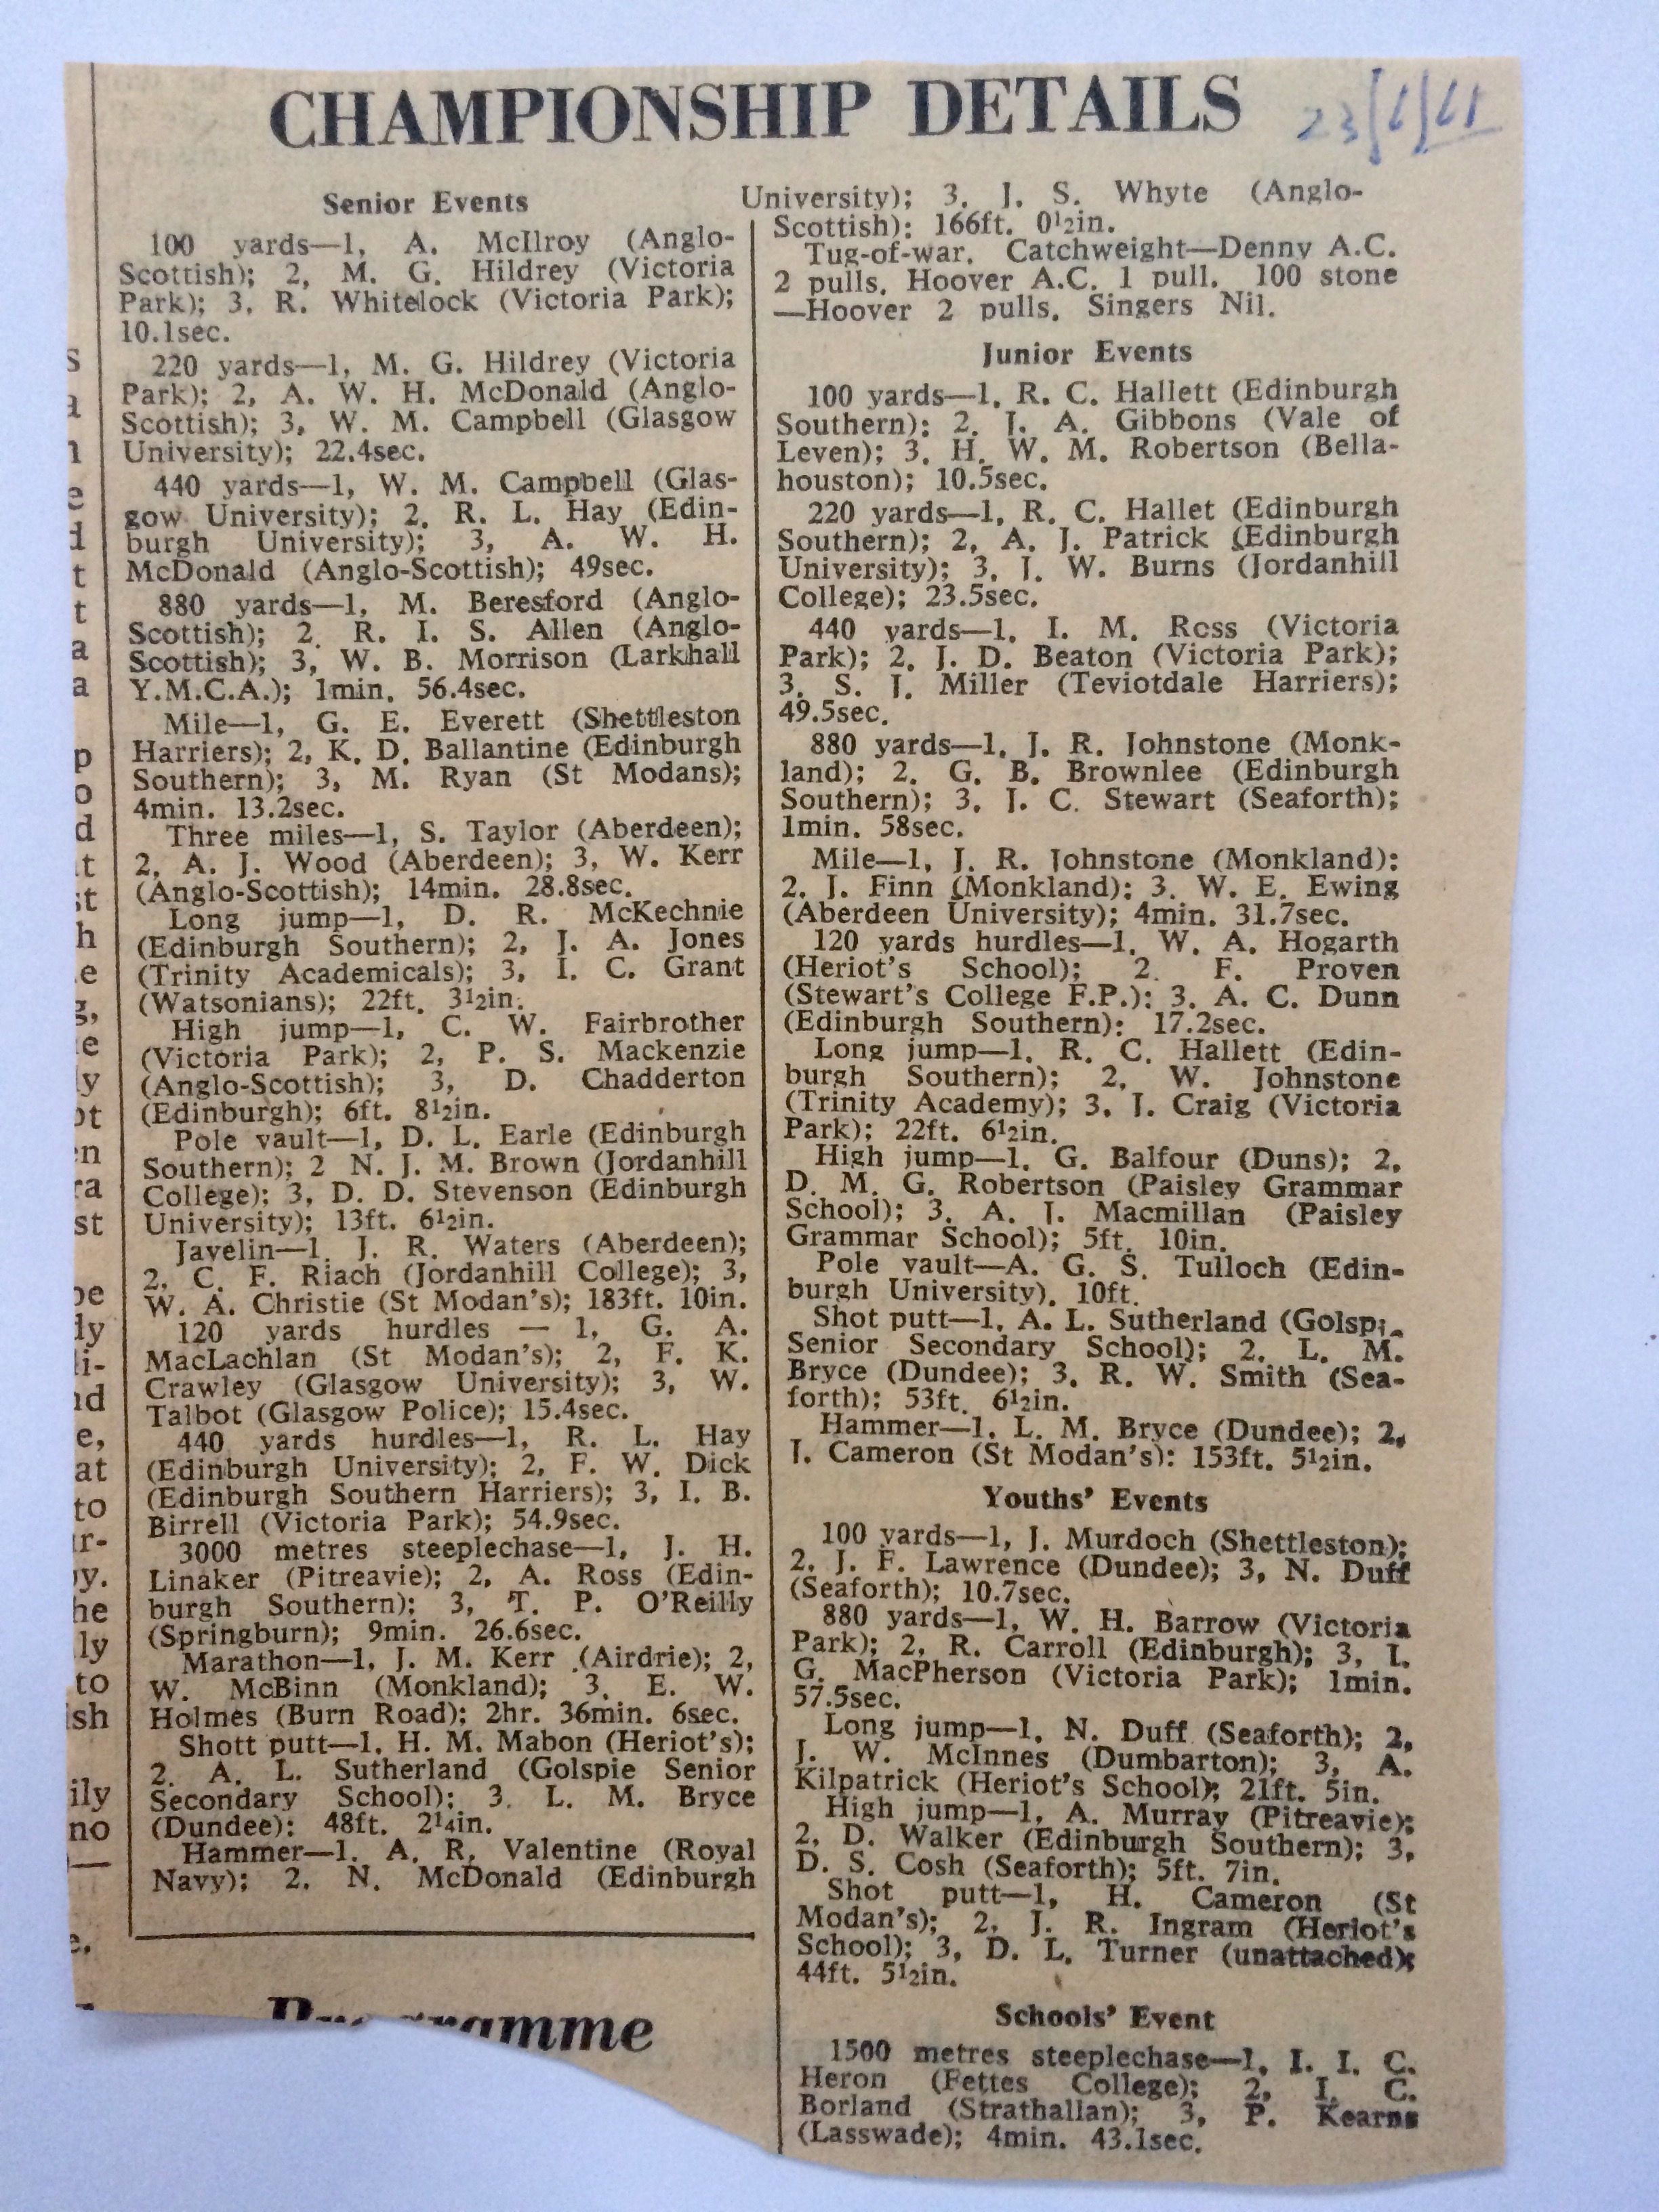 CHAMPIONSHIP DETAILS
Senior Events
100 yards—1, A. McIlroy (Anglo-
Scottish); 2, M. G. Hildrey (Victoria
Park); 3, R. Whitelock (Victoria Park);
10.1sec.
220 yards—1, M. G. Hildrey (Victoria
Park); 2, A. W. H. McDonald (Anglo-
Scottish); 3, W. M. Campbell (Glasgow
University); 22.4sec.
440 yards—1, W. M. Campbell (Glas-
gow University); 2, R. L. Hay (Edin-
burgh University); 3, A. W. H.
McDonald (Anglo-Scottish); 49sec.
880 yards—1, M. Beresford (Anglo-
Scottish); 2, R. I. S. Allen (Anglo-
Scottish); 3, W. B. Morrison (Larkhall
Y.M.C.A.); 1min. 56.4sec.
Mile—1, G. E. Everett (Shettleston
Harriers); 2, K. D. Ballantine (Edinburgh
Southern); 3, M. Ryan (St Modans);
4min. 13.2sec.
Three miles—1, S. Taylor (Aberdeen);
2, A. J. Wood (Aberdeen); 3, W. Kerr
(Anglo-Scottish); 14min. 28.8sec.
Long jump—1, D. R. McKechnie
(Edinburgh Southern); 2, J. A. Jones
(Trinity Academicals); 3, I. C. Grant
(Watsonians); 22ft. 3½in.
High jump—1, C. W. Fairbrother
(Victoria Park); 2, P. S. Mackenzie
(Anglo-Scottish; 3, D. Chadderton
(Edinburgh); 6ft. 8½in.
Pole vault—1, D. L. Earle (Edinburgh
Southern); 2 N. J. M. Brown (Jordanhill
College); 3, D. D. Stevenson (Edinburgh
University); 13ft. 6½in.
Javelin—1, J. R. Waters (Aberdeen);
2, C. F. Riach (Jordanhill College); 3,
W. A. Christie (St Modan's); 183ft. 10in.
120 yards hurdles — 1, G. A.
MacLachlan (St Modan's); 2, F. K.
Crawley (Glasgow University); 3, W.
Talbot (Glasgow Police); 15.4sec.
440 yards hurdles—1, R. L. Hay
(Edinburgh University); 2, F. W. Dick
(Edinburgh Southern Harriers); 3, I. B.
Birrell (Victoria Park); 54.9sec.
3000 metres steeplechase—1, J. H.
Linaker (Pitreavie); 2, A. Ross (Edin-
burgh Southern); 3, T. P. O'Reilly
(Springburn); 9min. 26.6sec.
Marathon—1, J. M. Kerr (Airdrie); 2,
W. McBinn (Monkland); 3, E. W.
Holmes (Burn Road); 2hr. 36min. 6sec.
Shott putt—1, H. M. Mabon (Heriot's);
2. A. L. Sutherland (Golspie Senior
Secondary School); 3. L. M. Bryce
(Dundee); 48ft. 2¼in.
Hammer—1. A. R. Valentine (Royal
Navy); 2. N. McDonald (Edinburgh
University); 3, J. S. Whyte (Anglo-
Scottish); 166ft. 0½in.
Tug-of-war. Catchweight—Denny A.C.
2 pulls, Hoover A.C. 1 pull. 100 stone
—Hoover 2 pulls, Singers Nil.
Junior Events
100 yards—1, R. C. Hallett (Edinburgh
Southern); 2, J. A. Gibbons (Vale of
Leven); 3, H. W. M. Robertson (Bella-
houston); 10.5sec.
220 yards—1, R. C. Hallet (Edinburgh
Southern); 2, A. J. Patrick (Edinburgh
University); 3, J. W. Burns (Jordanhill
College); 23.5sec.
440 yards—1, I. M. Ross (Victoria
Park); 2, J. D. Beaton (Victoria Park);
3, S. J. Miller (Teviotdale Harriers);
49.5sec.
880 yards—1, J. R. Johnstone (Monk-
land); 2, G. B. Brownlee (Edinburgh
Southern); 3, J. C. Stewart (Seaforth);
1min. 58sec.
Mile—1, J. R. Johnstone (Monkland);
2. J. Finn (Monkland); 3. W. E. Ewing
(Aberdeen University); 4min. 31.7sec.
120 yards hurdles—1, W. A. Hogarth
(Heriot's School); 2. F. Proven
(Stewart's College F.P.); 3, A. C. Dunn
(Edinburgh Southern); 17.2sec.
Long jump—1, R. C. Hallett (Edin-
burgh Southern); 2, W. Johnstone
(Trinity Academy); 3, J. Craig (Victoria
Park); 22ft. 6½in.
High jump—1, G. Balfour (Duns); 2,
D. M. G. Robertson (Paisley Grammar
School); 3, A. J. Macmillan (Paisley
Grammar School); 5ft. 10in.
Pole vault—A. G. S. Tulloch (Edin-
burgh University), 10ft.
Shot putt—1, A. L. Sutherland
Senior Secondary School); 2, L. M.
Bryce (Dundee); 3, R. W. Smith (Sea-
forth); 53ft. 6½in.
Hammer—1, L. M. Bryce (Dundee); 2,
I. Cameron (St Modan's); 153ft. 5½in.
Youths' Events
100 yards—1, J. Murdoch (Shettleston);
2, J. F. Lawrence (Dundee); 3, N. Duff
(Seaforth); 10.7sec.
880 yards—1, W. H. Barrow (Victoria
Park); 2, R. Carroll (Edinburgh); 3, I.
G. MacPherson (Victoria Park); 1min.
57.5sec.
Long jump—1, N. Duff (Seaforth); 2,
J. W. McInnes (Dumbarton); 3, A.
Kilpatrick (Heriot's School); 21ft. 5in.
High jump—1, A. Murray (Pitreavie);
2, D. Walker (Edinburgh Southern); 3,
D. S. Cosh (Seaforth); 5ft. 7in.
Shot putt—1, H. Cameron (St
Modan's); 2, J. R. Ingram (Heriot's
School); 3, D. L. Turner (unattached);
44ft. 5½in.
Schools' Event
1500 metres steeplechase—1, I. I. C.
Heron (Fettes College); 2, I. C.
Borland (Strathallan); 3, P. Kearns
(Lasswade); 4min. 43.1sec.